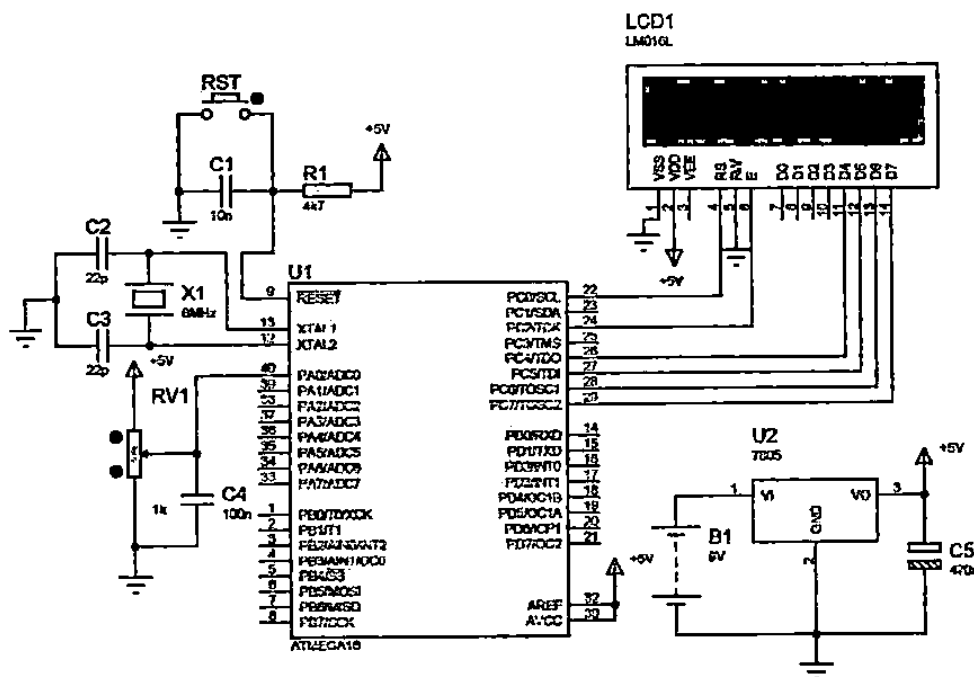 LCD1
LM016L
VSS
VDD
VEE
RS
RW
E
D0
D1
D2
D3
D4
D5
D6
D7
1
2
3
4
5
6
7
8
9
10
11
12
13
14
+5V
RST
+5V
C1
10n
R1
4k7
C2
22p
X1
8MHz
C3
22p
+5V
RV1
1k
C4
100n
U1
9 RESET
13 XTAL1
12 XTAL2
40 PA0/ADC0
39 PA1/ADC1
38 PA2/ADC2
37 PA3/ADC3
36 PA4/ADC4
35 PA5/ADC5
34 PA6/ADC6
33 PA7/ADC7
1 PB0/T0/XCK
2 PB1/T1
3 PB2/AIN0/INT2
4 PB3/AIN1/OC0
5 PB4/SS
6 PB5/MOSI
7 PB6/MISO
8 PB7/SCK
PC0/SCL 22
PC1/SDA 23
PC2/TCK 24
PC3/TMS 25
PC4/TDO 26
PC5/TDI 27
PC6/TOSC1 28
PC7/TOSC2 29
PD0/RXD 14
PD1/TXD 15
PD2/INT0 16
PD3/INT1 17
PD4/OC1B 18
PD5/OC1A 19
PD6/ICP1 20
PD7/OC2 21
AREF 32
AVCC 30
ATMEGA16
+5V
U2
7805
1
VI
VO
3
GND
2
+5V
B1
C5